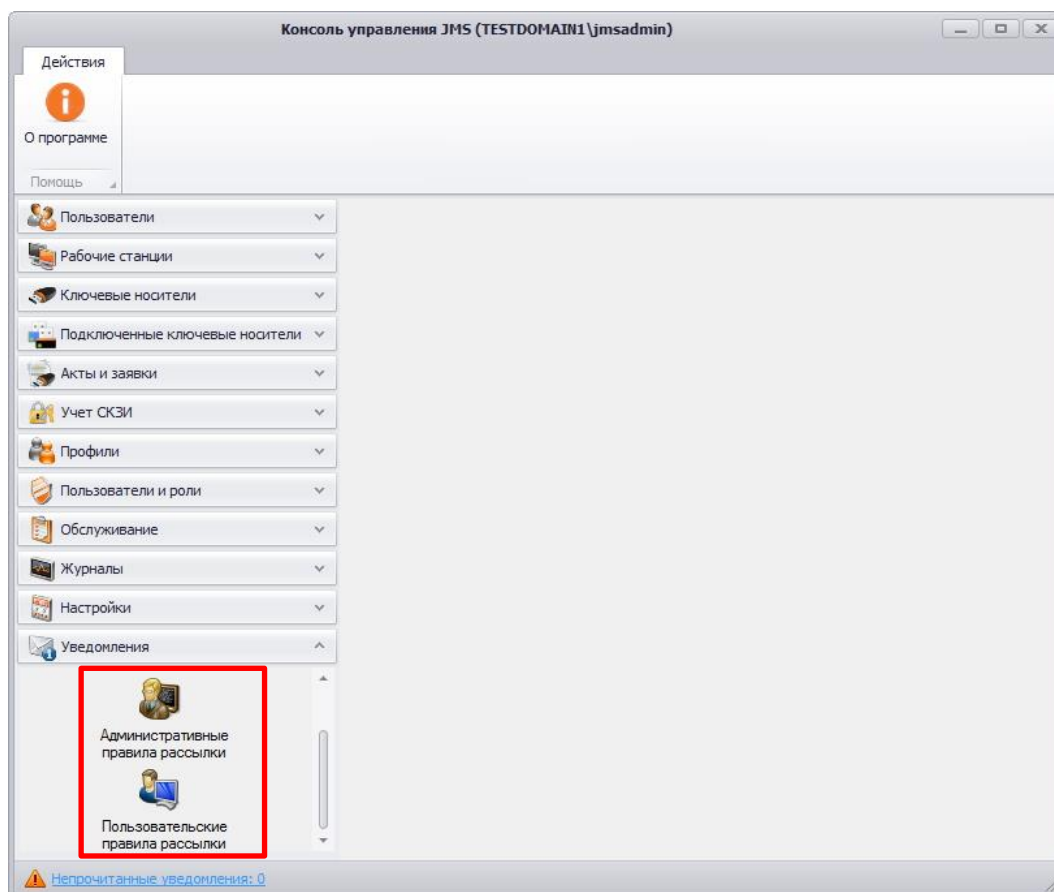 Консоль управления JMS (TESTDOMAIN1\jmsadmin)
Действия
О программе
Помощь
Пользователи
Рабочие станции
Ключевые носители
Подключенные ключевые носители
Акты и заявки
Учет СКЗИ
Профили
Пользователи и роли
Обслуживание
Журналы
Настройки
Уведомления
Административные
правила рассылки
Пользовательские
правила рассылки
Непрочитанные уведомления: 0